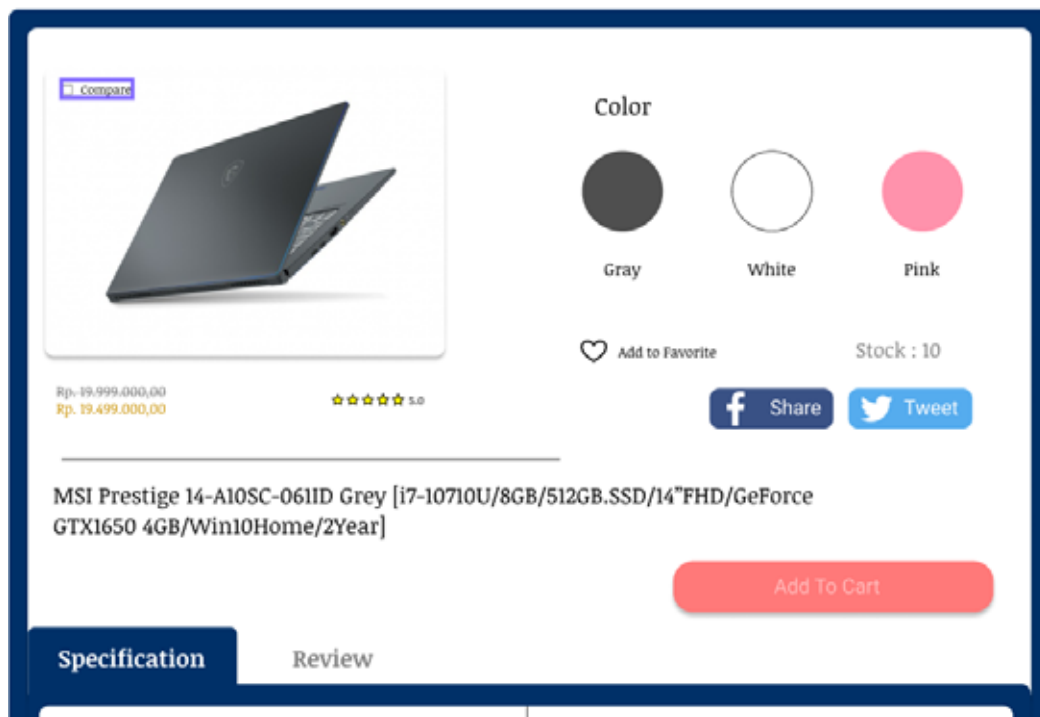 Compare
Color
Gray
White
Pink
Add to Favorite
Stock : 10
Rp. 19.999.000,00
Rp. 19.499.000,00
5.0
Share
Tweet
MSI Prestige 14-A10SC-061ID Grey [i7-10710U/8GB/512GB.SSD/14”FHD/GeForce
GTX1650 4GB/Win10Home/2Year]
Add To Cart
Specification
Review